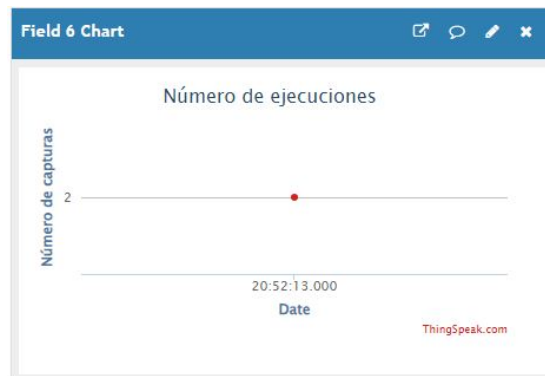 Field 6 Chart
Número de ejecuciones
Número de capturas
2
20:52:13.000
Date
ThingSpeak.com